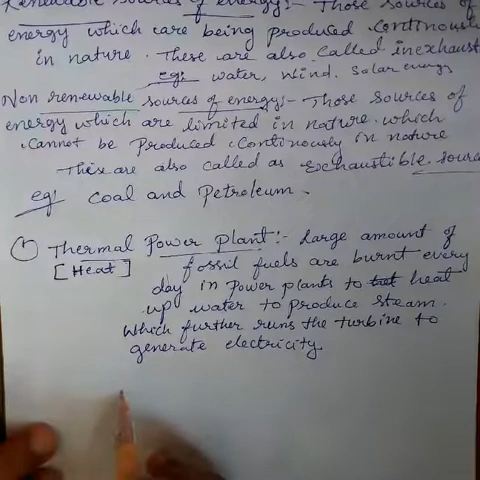 Renewable sources of energy:- Those sources of
energy which are being produced continously
in nature. These are also called inexhaust
eg: water, wind. Solar energy
Non renewable sources of energy:- Those sources of
energy which are limited in nature. which
cannot be produced continously in nature
These are also called as exhaustible. sour
eg: Coal and Petroleum.
① Thermal Power plant:- Large amount of
[Heat] fossil fuels are burnt every
day in power plants to heat
up water to produce steam.
which further runs the turbine to
generate electricity.